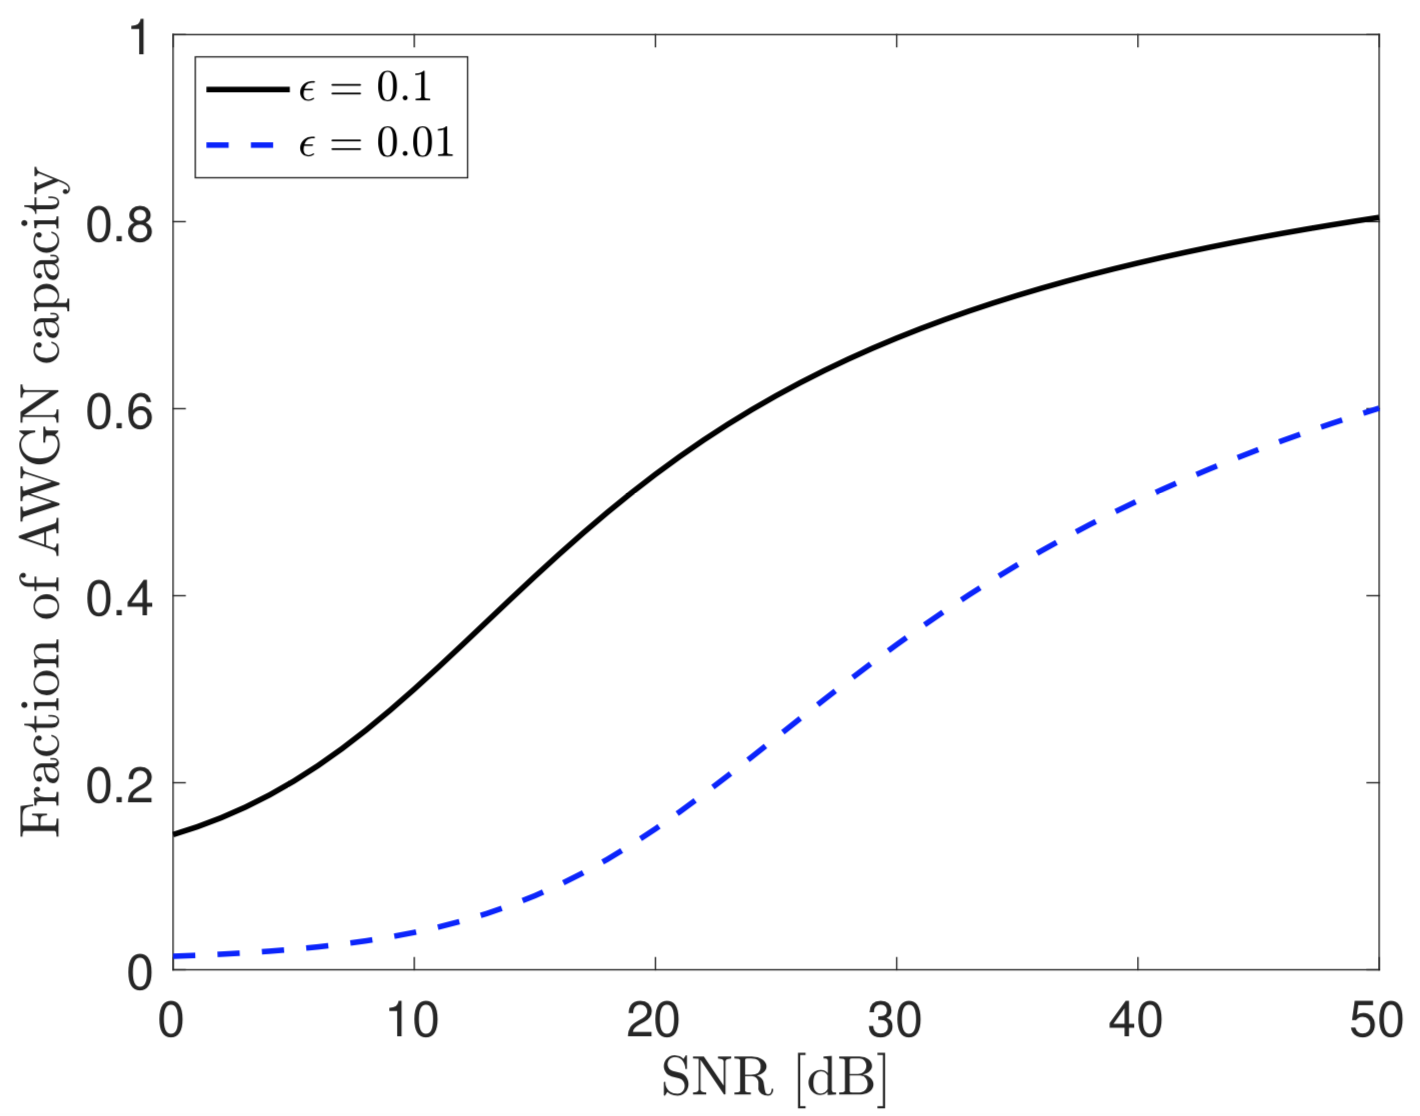 1
ϵ = 0.1
ϵ = 0.01
0.8
0.6
0.4
0.2
0
Fraction of AWGN capacity
0 10 20 30 40 50
SNR [dB]